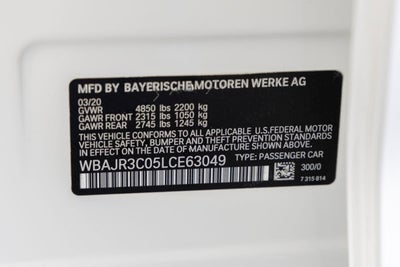 MFD BY BAYERISCHE MOTOREN WERKE AG
03/20
GVWR 4850 lbs 2200 kg
GAWR FRONT 2315 lbs 1050 kg
GAWR REAR 2745 lbs 1245 kg
THIS VEHICLE CONFORMS TO ALL APPLICABLE U.S.FEDERAL MOTOR
VEHICLE SAFETY, BUMPER, AND THEFT PREVENTION STANDARDS
IN EFFECT ON THE DATE OF MANUFACTURE SHOWN ABOVE.
WBAJR3C05LCE63049 TYPE: PASSENGER CAR
300/0
7 315 914